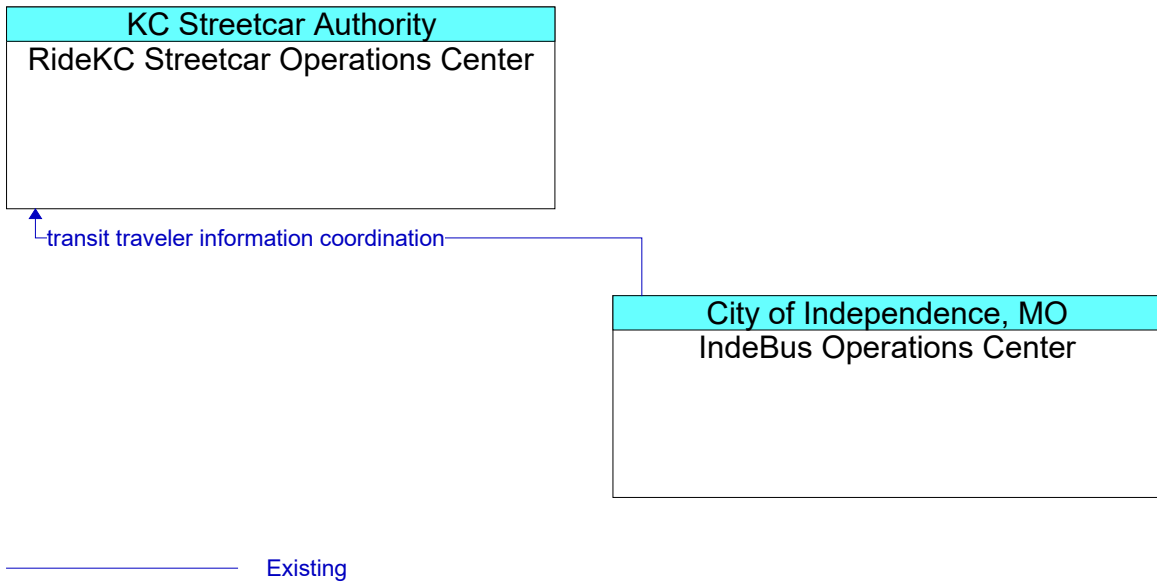 KC Streetcar Authority
RideKC Streetcar Operations Center
transit traveler information coordination
City of Independence, MO
IndeBus Operations Center
Existing